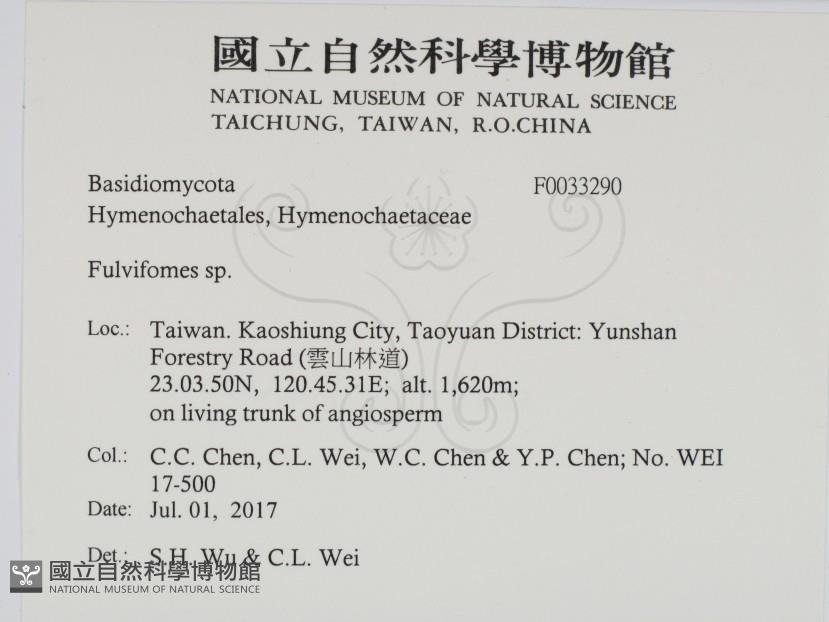 國立自然科學博物館
NATIONAL MUSEUM OF NATURAL SCIENCE
TAICHUNG, TAIWAN, R.O.CHINA
Basidiomycota F0033290
Hymenochaetales, Hymenochaetaceae
Fulvifomes sp.
Loc.: Taiwan. Kaoshiung City, Taoyuan District: Yunshan
Forestry Road (雲山林道)
23.03.50N, 120.45.31E; alt. 1,620m;
on living trunk of angiosperm
Col.: C.C. Chen, C.L. Wei, W.C. Chen & Y.P. Chen; No. WEI
17-500
Date: Jul. 01, 2017
Det.: S.H. Wu & C.L. Wei
國立自然科學博物館
NATIONAL MUSEUM OF NATURAL SCIENCE